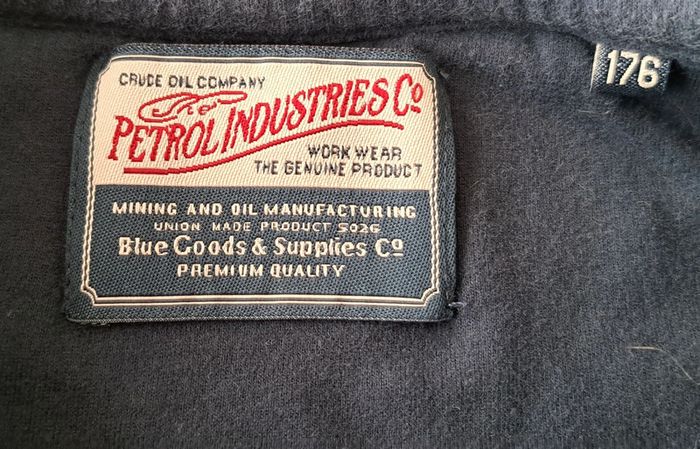 CRUDE OIL COMPANY
The
PETROL INDUSTRIES Co
WORK WEAR
THE GENUINE PRODUCT
MINING AND OIL MANUFACTURING
UNION MADE PRODUCT 5026
Blue Goods & Supplies Co
PREMIUM QUALITY
176